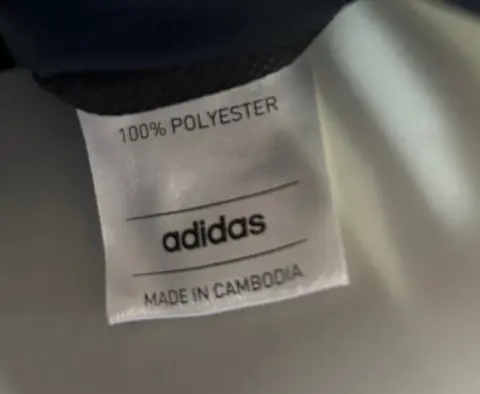 100% POLYESTER
adidas
MADE IN CAMBODIA